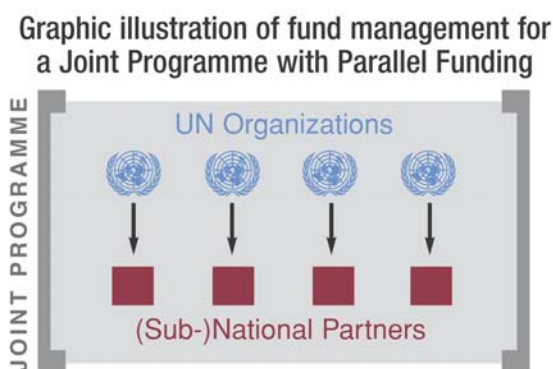 Graphic illustration of fund management for
a Joint Programme with Parallel Funding
JOINT PROGRAMME
UN Organizations
(Sub-)National Partners